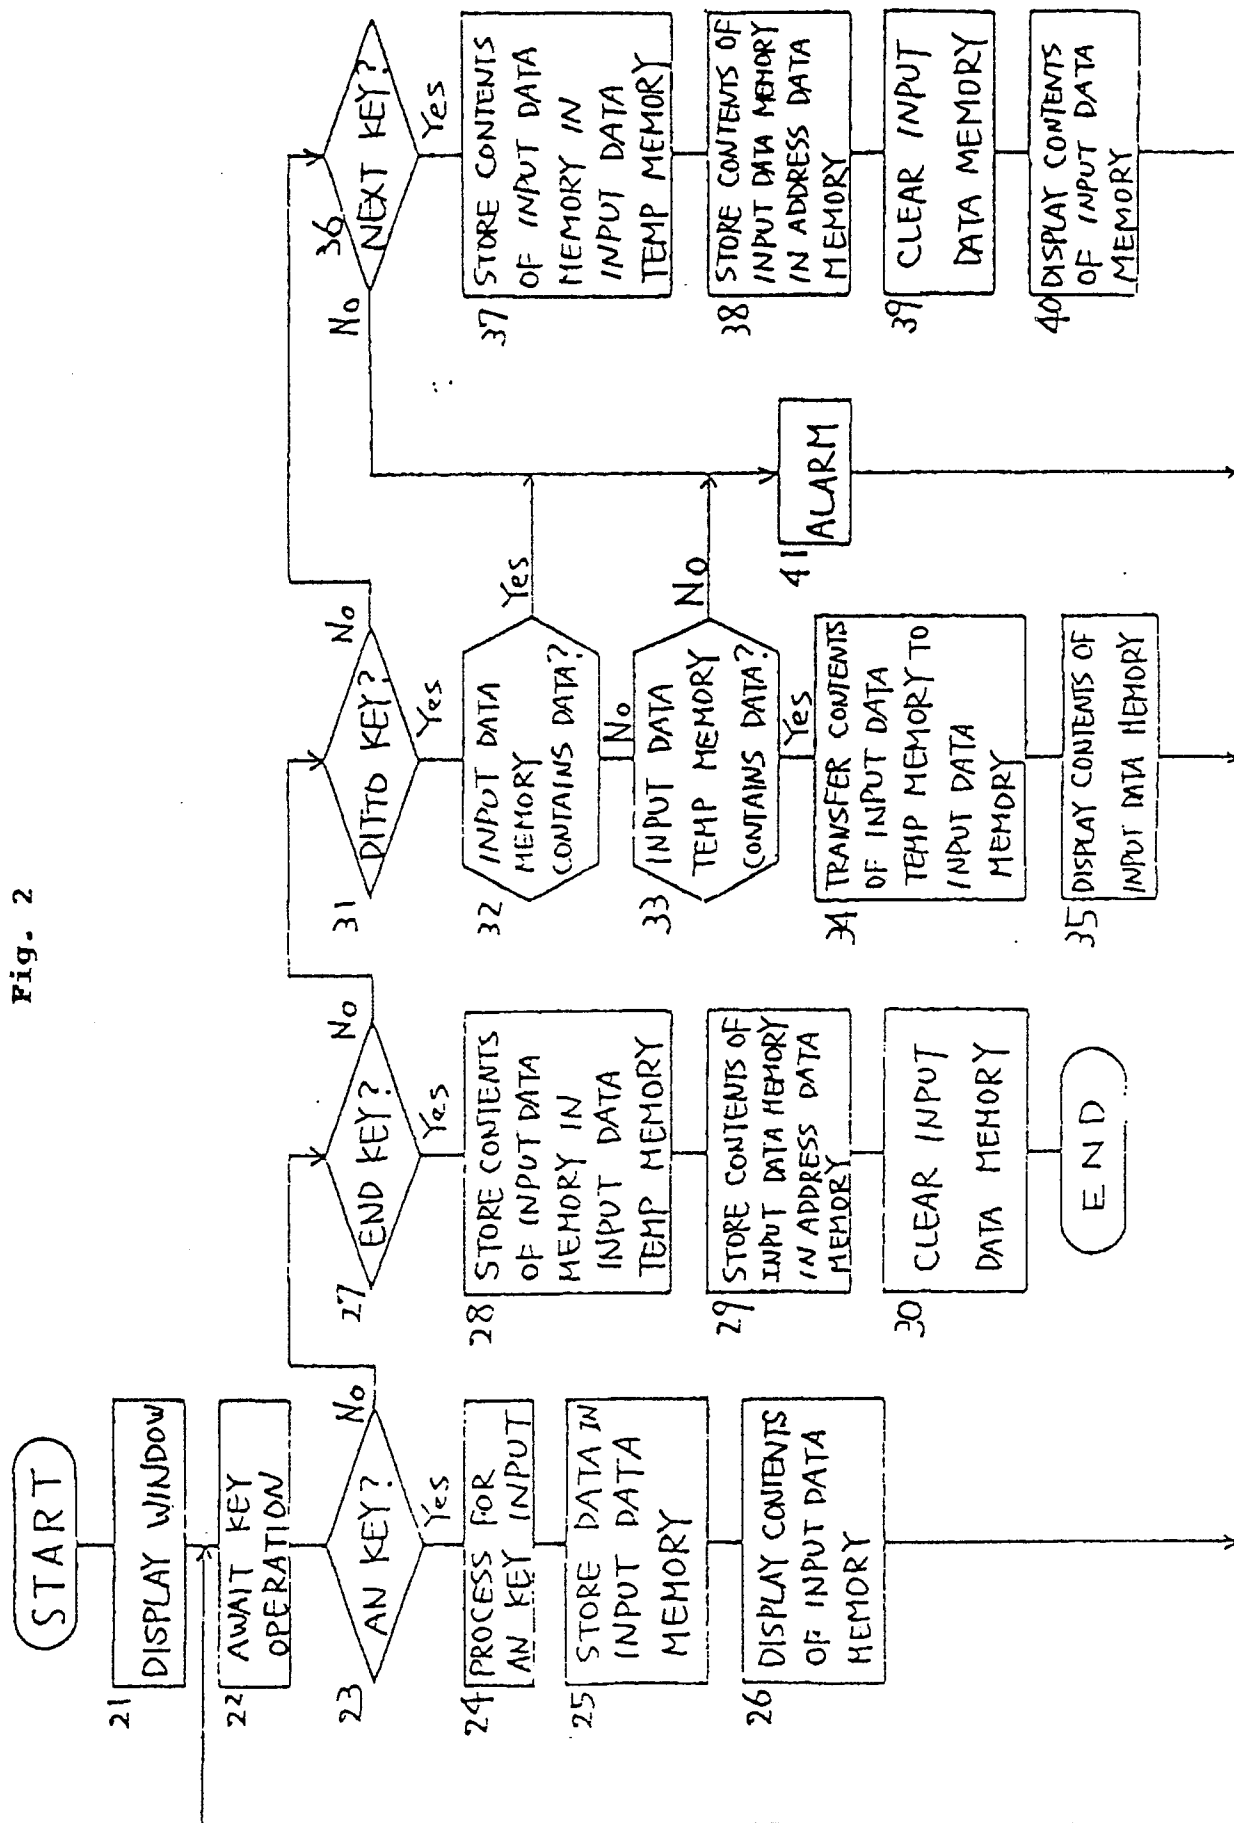 Fig. 2
START
21
DISPLAY WINDOW
22
AWAIT KEY
OPERATION
23
AN KEY?
No
Yes
24
PROCESS FOR
AN KEY INPUT
25
STORE DATA IN
INPUT DATA
MEMORY
26
DISPLAY CONTENTS
OF INPUT DATA
MEMORY
27
END KEY?
No
Yes
28
STORE CONTENTS
OF INPUT DATA
MEMORY IN
INPUT DATA
TEMP MEMORY
29
STORE CONTENTS OF
INPUT DATA MEMORY
IN ADDRESS DATA
MEMORY
30
CLEAR INPUT
DATA MEMORY
END
31
DITTO KEY?
No
Yes
32
INPUT DATA
MEMORY
CONTAINS DATA?
Yes
No
33
INPUT DATA
TEMP MEMORY
CONTAINS DATA?
No
Yes
34
TRANSFER CONTENTS
OF INPUT DATA
TEMP MEMORY TO
INPUT DATA
MEMORY
35
DISPLAY CONTENTS OF
INPUT DATA MEMORY
36
NEXT KEY?
No
Yes
37
STORE CONTENTS
OF INPUT DATA
MEMORY IN
INPUT DATA
TEMP MEMORY
38
STORE CONTENTS OF
INPUT DATA MEMORY
IN ADDRESS DATA
MEMORY
39
CLEAR INPUT
DATA MEMORY
40
DISPLAY CONTENTS
OF INPUT DATA
MEMORY
41
ALARM